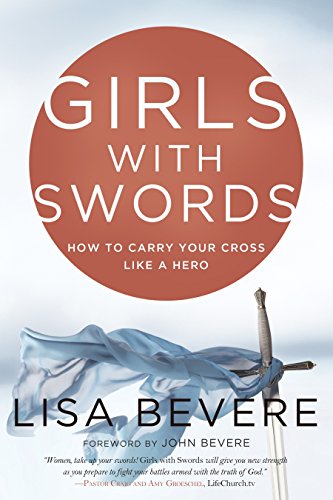 GIRLS
WITH
SWORDS
HOW TO CARRY YOUR CROSS
LIKE A HERO
LISA BEVERE
FOREWORD BY JOHN BEVERE
"Women, take up your swords! Girls with Swords will give you new strength
as you prepare to fight your battles armed with the truth of God."
—PASTOR CRAIG AND AMY GROESCHEL, LifeChurch.tv